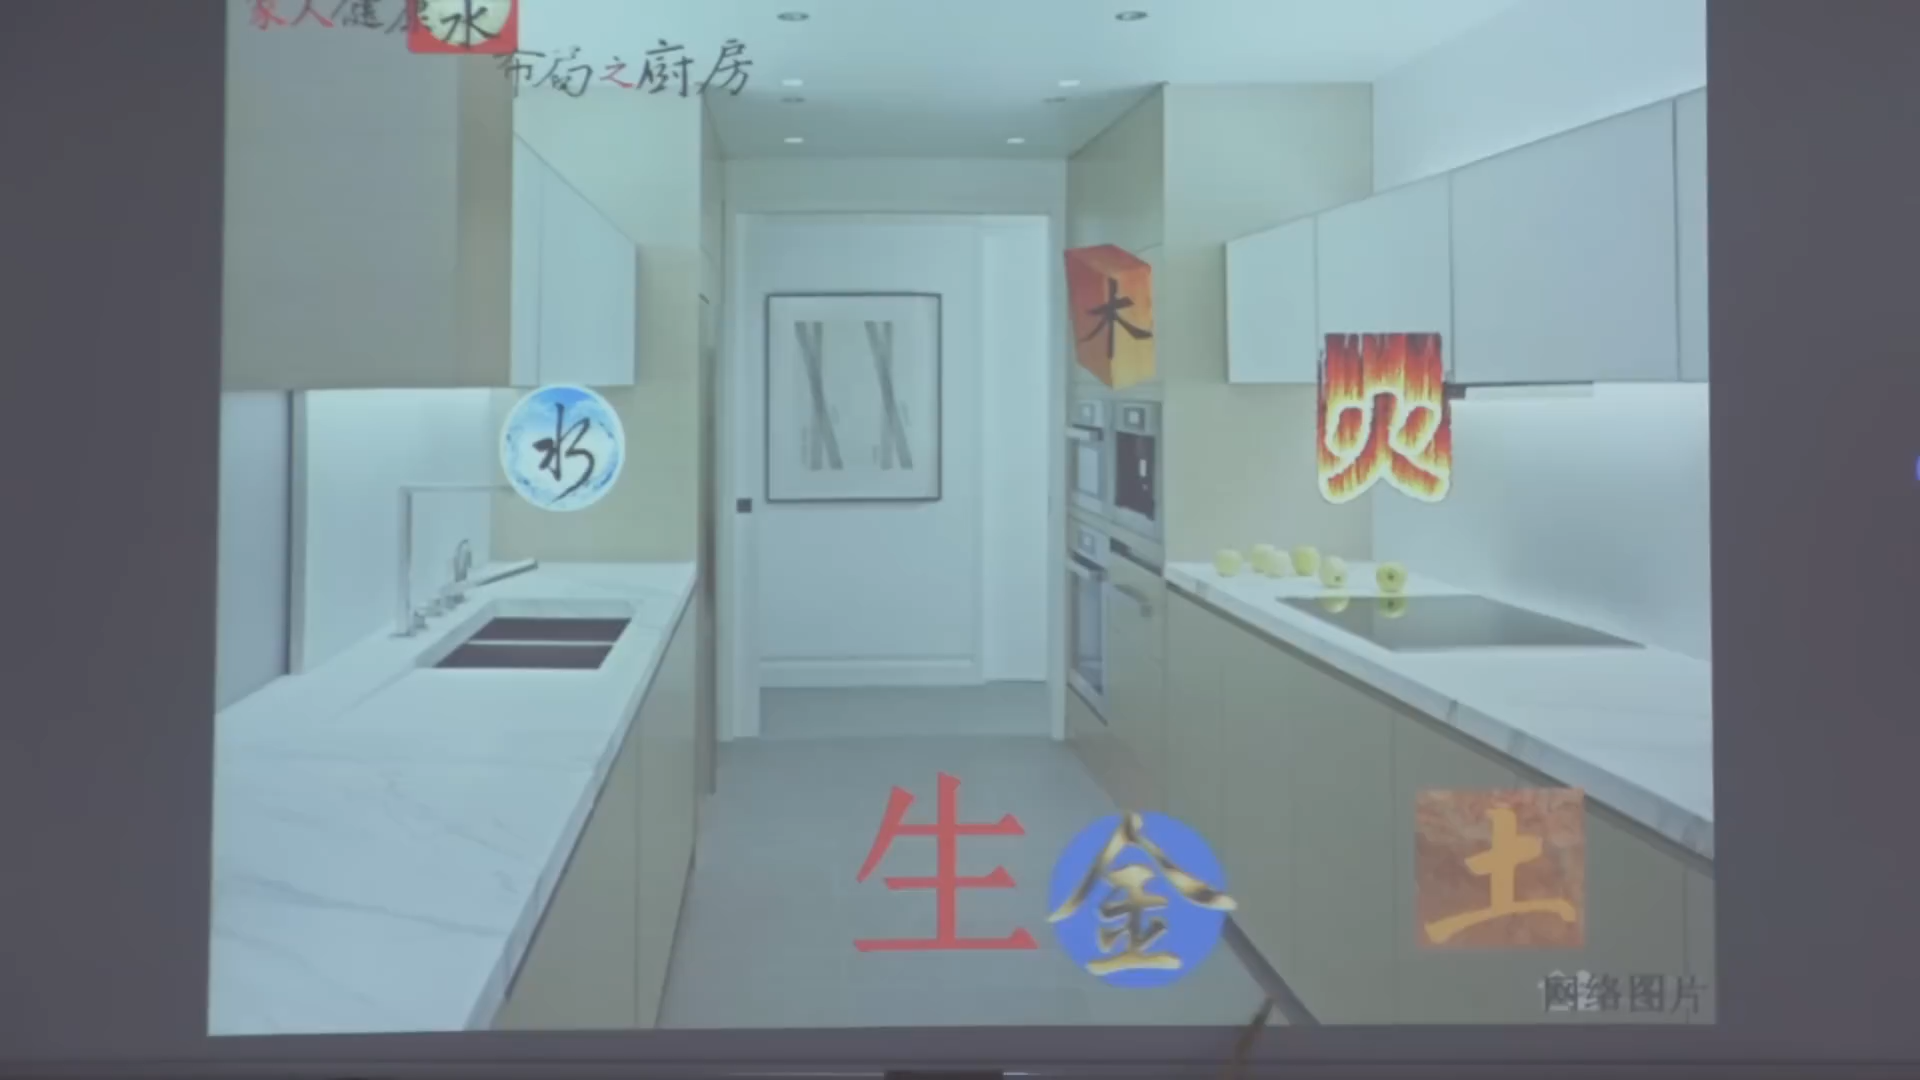 家人健康水
布局之厨房
木
火
水
生金
土
网络图片